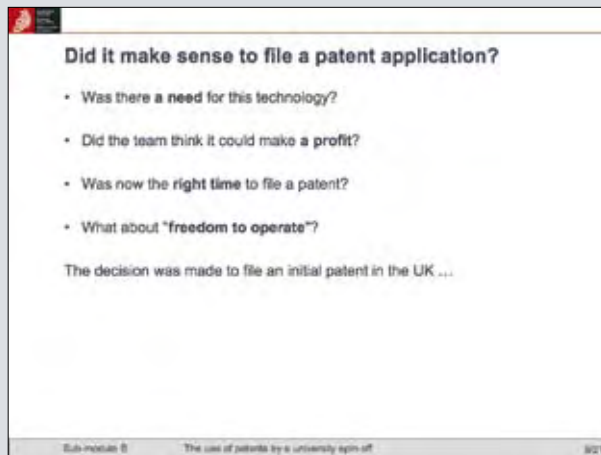 Did it make sense to file a patent application?
• Was there a need for this technology?
• Did the team think it could make a profit?
• Was now the right time to file a patent?
• What about "freedom to operate"?
The decision was made to file an initial patent in the UK ...
Sub-module B The use of patents by a university spin-off